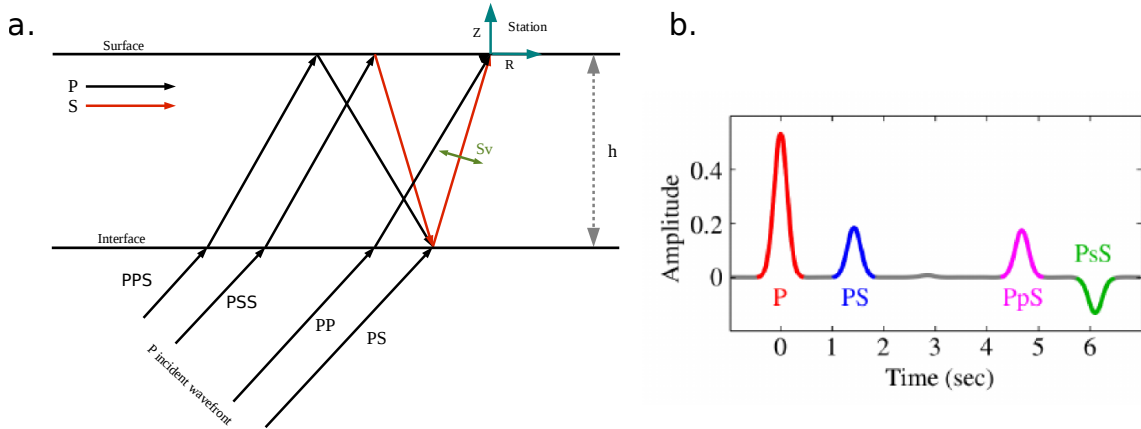 a.
Surface
Z
Station
R
P
S
Sv
h
Interface
PPS
PSS
PP
PS
P incident wavefront
b.
Amplitude
0.4
0.2
0
P
PS
PpS
PsS
0 1 2 3 4 5 6
Time (sec)